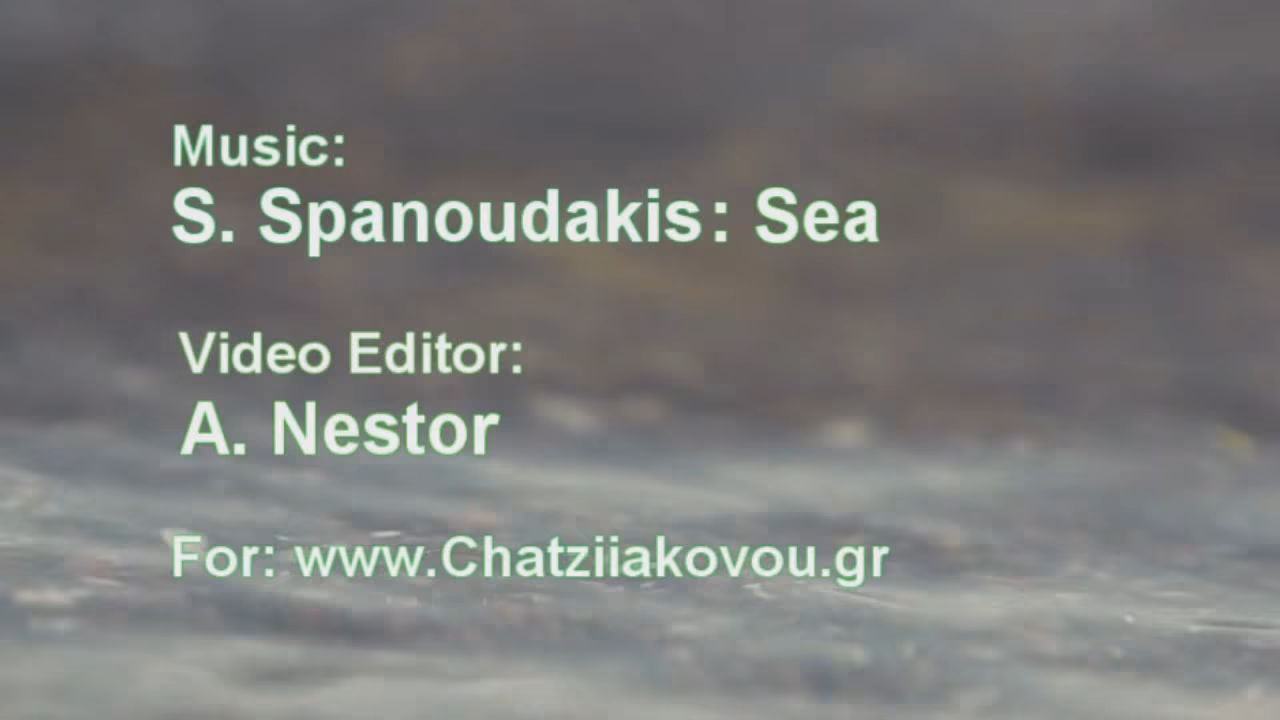 Music:
S. Spanoudakis: Sea
Video Editor:
A. Nestor
For: www.Chatziiakovou.gr